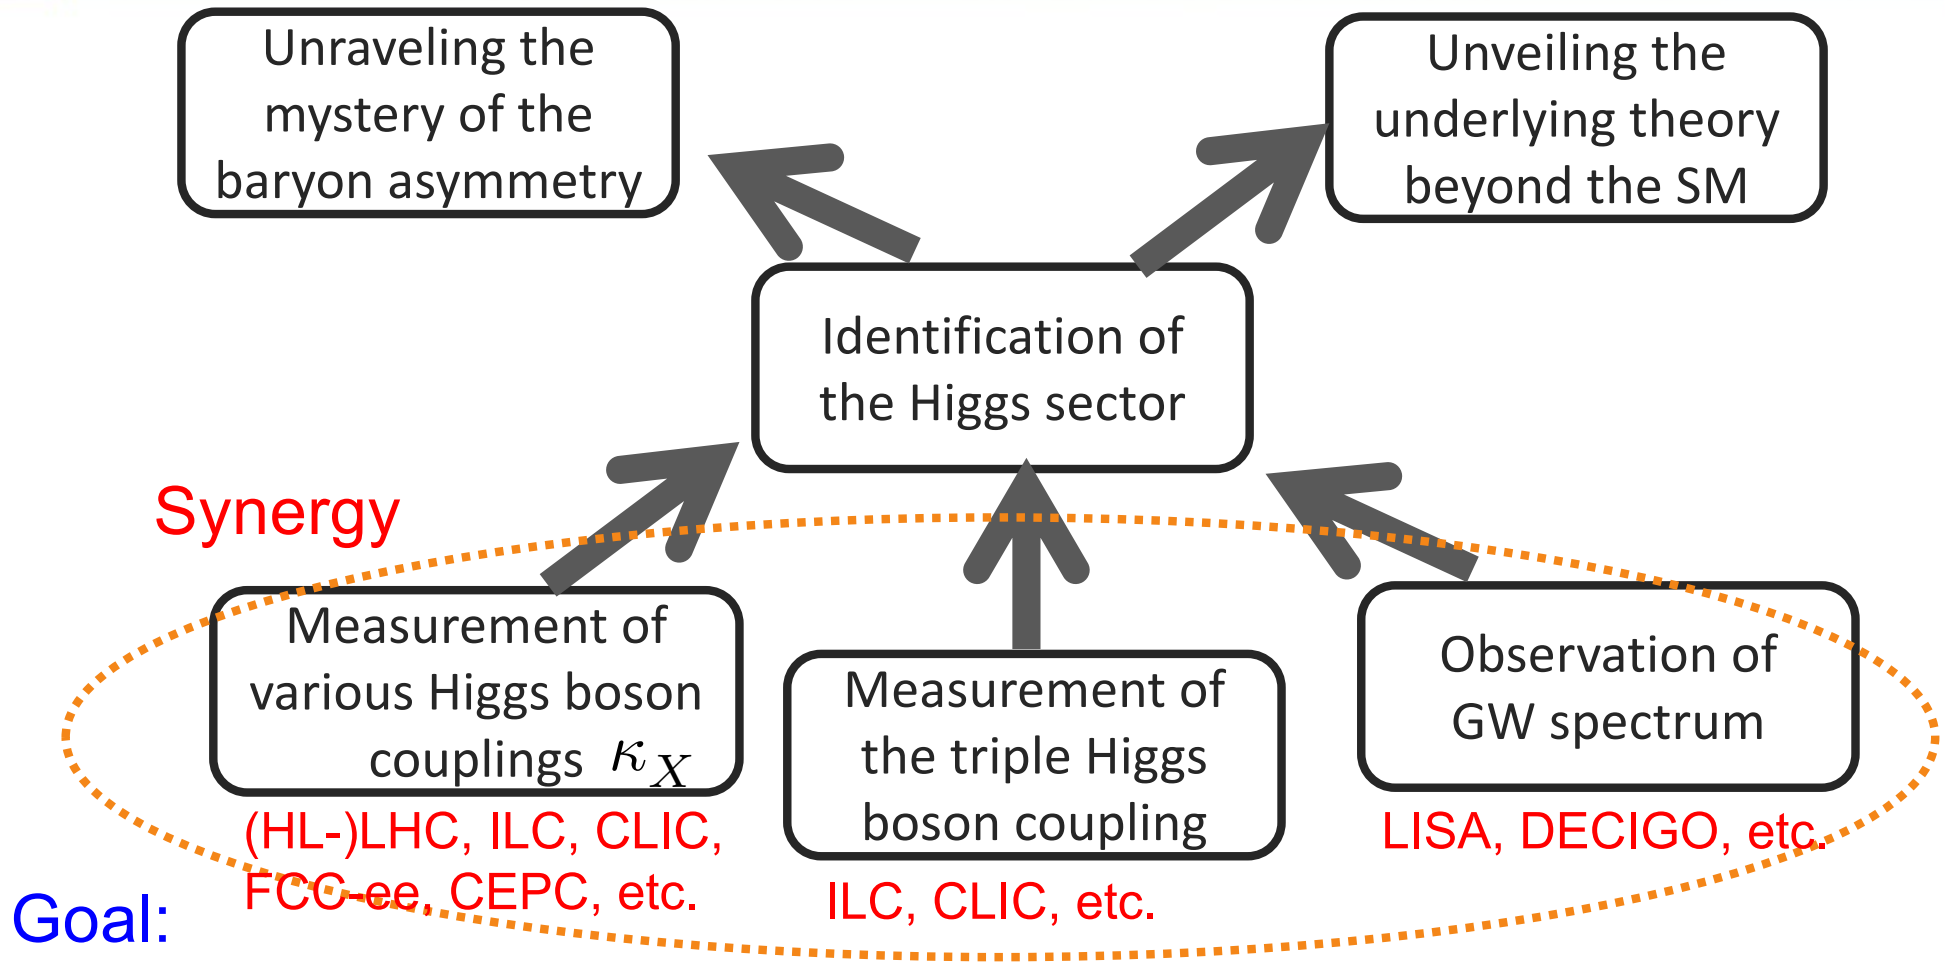 Unraveling the
mystery of the
baryon asymmetry
Unveiling the
underlying theory
beyond the SM
Identification of
the Higgs sector
Synergy
Measurement of
various Higgs boson
couplings κ_X
(HL-)LHC, ILC, CLIC,
FCC-ee, CEPC, etc.
Measurement of
the triple Higgs
boson coupling
ILC, CLIC, etc.
Observation of
GW spectrum
LISA, DECIGO, etc.
Goal: